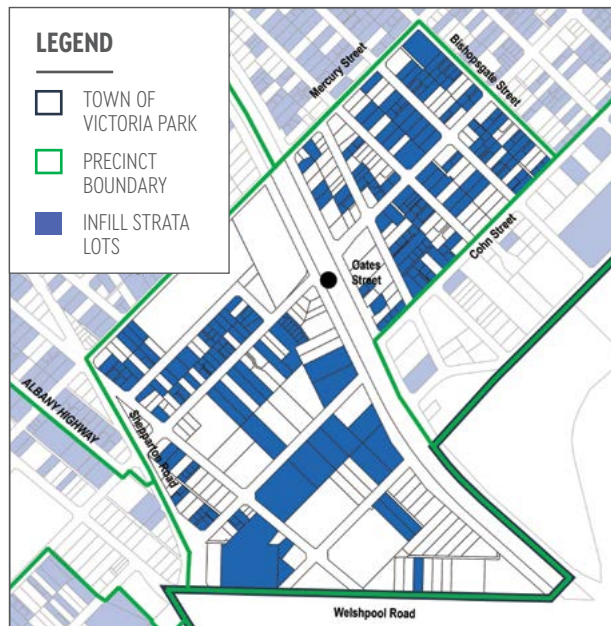 LEGEND
TOWN OF
VICTORIA PARK
PRECINCT
BOUNDARY
INFILL STRATA
LOTS
Mercury Street
Bishopsgate Street
Cohn Street
Oates
Street
ALBANY HIGHWAY
Shepparton Road
Welshpool Road